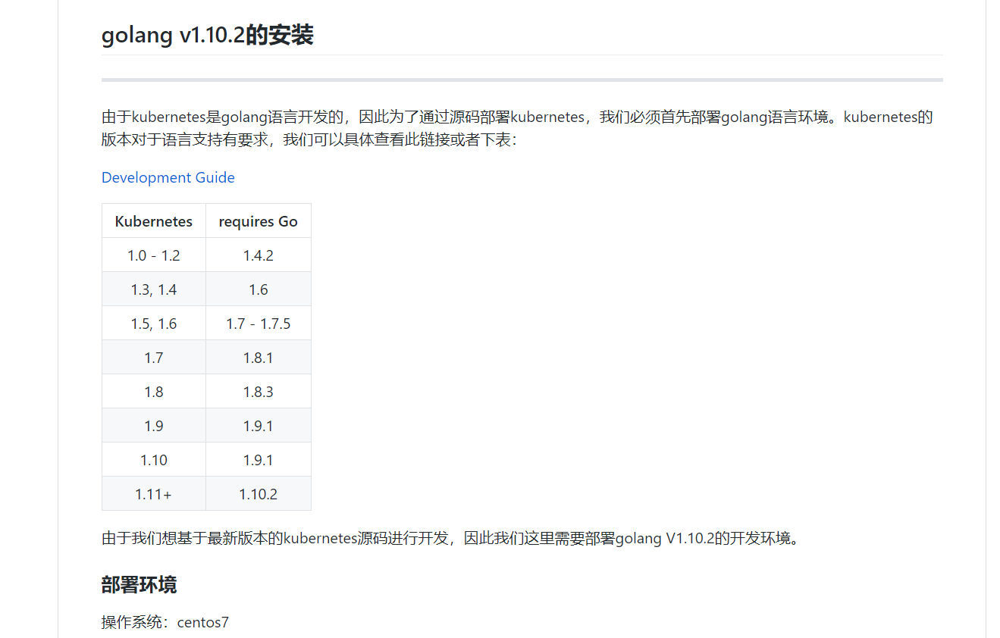 golang v1.10.2的安装
由于kubernetes是golang语言开发的，因此为了通过源码部署kubernetes，我们必须首先部署golang语言环境。kubernetes的
版本对于语言支持有要求，我们可以具体查看此链接或者下表：
Development Guide
Kubernetes requires Go
1.0 - 1.2 1.4.2
1.3, 1.4 1.6
1.5, 1.6 1.7 - 1.7.5
1.7 1.8.1
1.8 1.8.3
1.9 1.9.1
1.10 1.9.1
1.11+ 1.10.2
由于我们想基于最新版本的kubernetes源码进行开发，因此我们这里需要部署golang V1.10.2的开发环境。
部署环境
操作系统：centos7